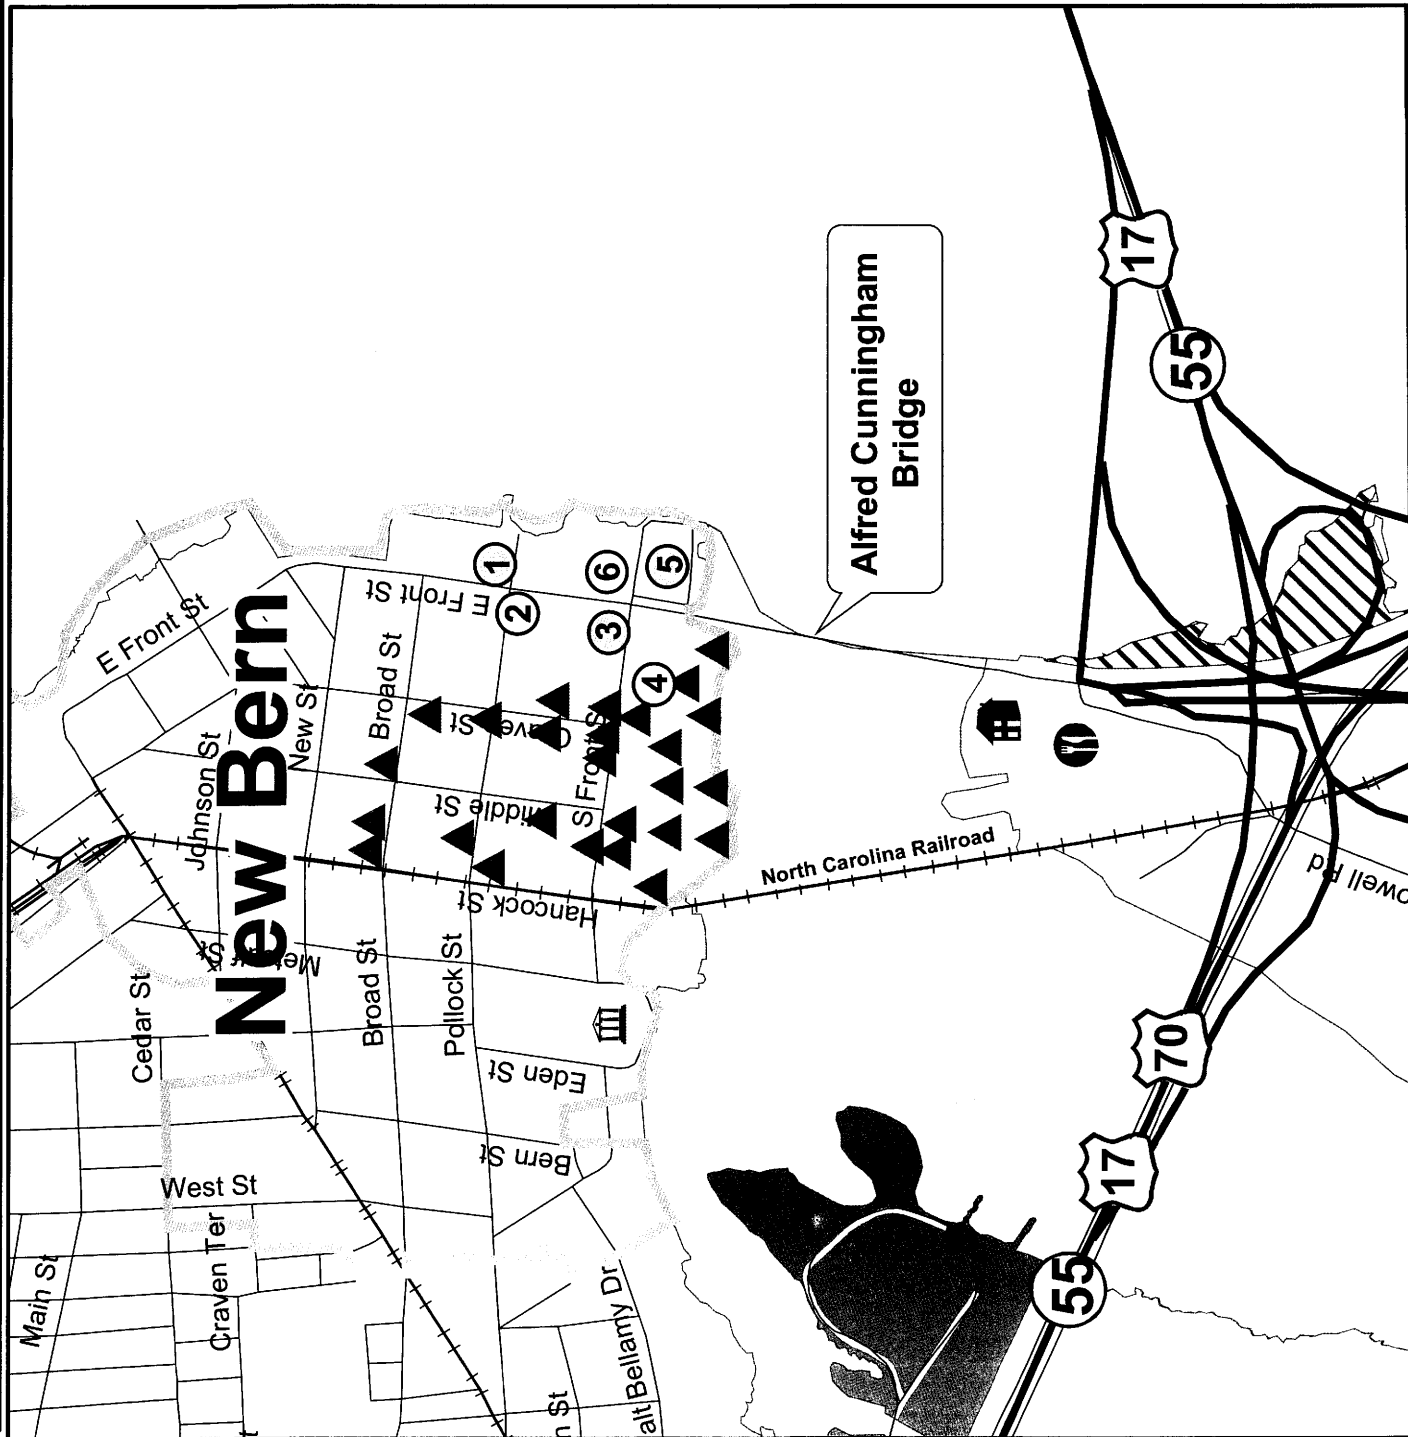 New Bern
E Front St
E Front St
Johnson St
New St
Broad St
Middle St
S Front St
Hancock St
Cedar St
Broad St
Pollock St
Eden St
Bern St
West St
Craven Ter
Main St
1
2
3
4
5
6
Alfred Cunningham
Bridge
North Carolina Railroad
17
55
70
17
55